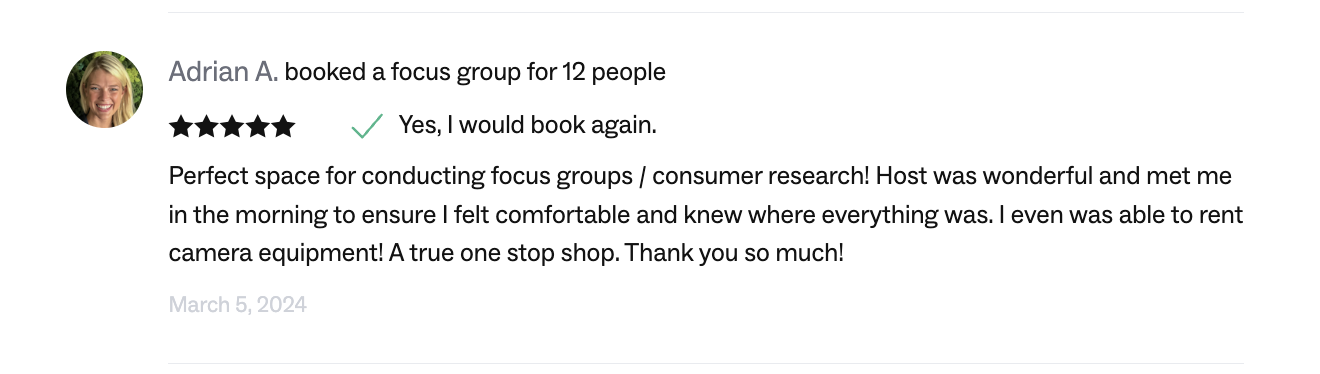 Adrian A. booked a focus group for 12 people
Yes, I would book again.
Perfect space for conducting focus groups / consumer research! Host was wonderful and met me
in the morning to ensure I felt comfortable and knew where everything was. I even was able to rent
camera equipment! A true one stop shop. Thank you so much!
March 5, 2024